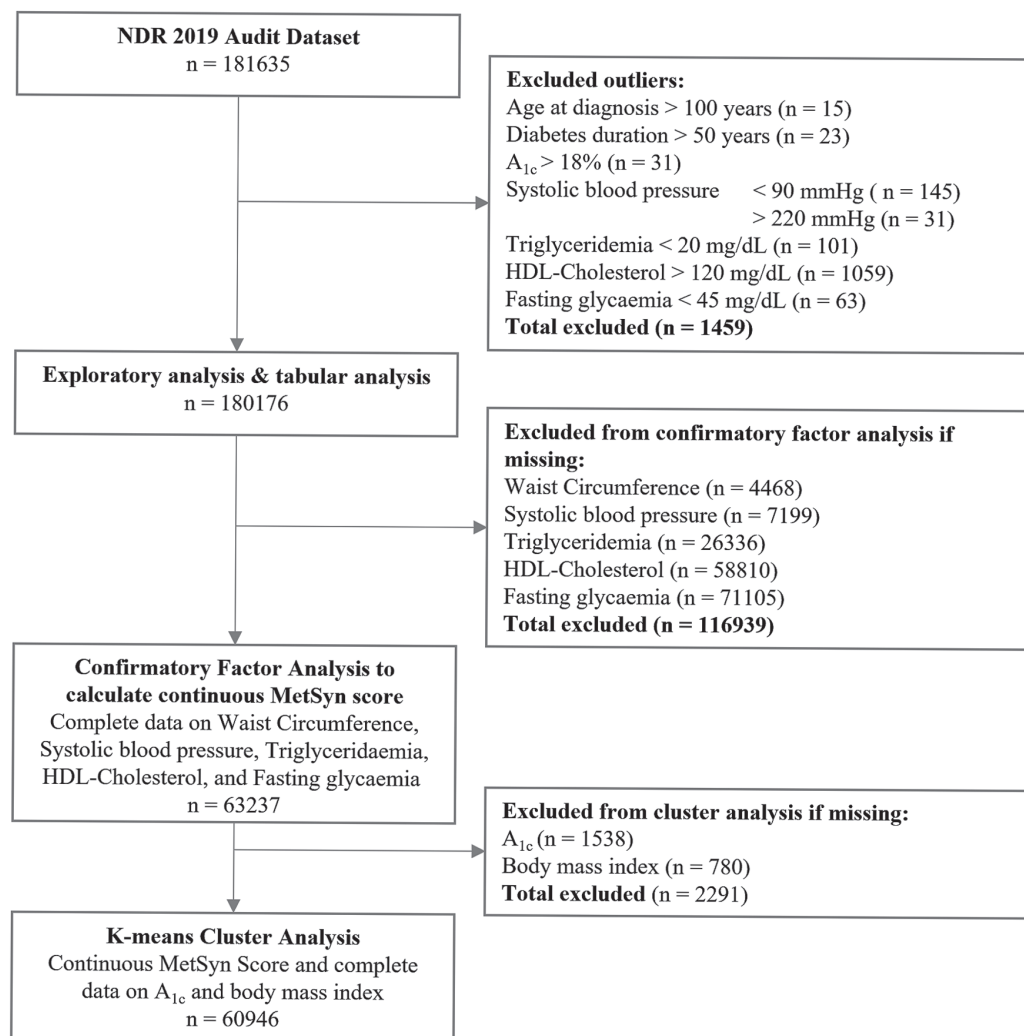 NDR 2019 Audit Dataset
n = 181635
Excluded outliers:
Age at diagnosis > 100 years (n = 15)
Diabetes duration > 50 years (n = 23)
A1c > 18% (n = 31)
Systolic blood pressure < 90 mmHg ( n = 145)
> 220 mmHg (n = 31)
Triglyceridemia < 20 mg/dL (n = 101)
HDL-Cholesterol > 120 mg/dL (n = 1059)
Fasting glycaemia < 45 mg/dL (n = 63)
Total excluded (n = 1459)
Exploratory analysis & tabular analysis
n = 180176
Excluded from confirmatory factor analysis if
missing:
Waist Circumference (n = 4468)
Systolic blood pressure (n = 7199)
Triglyceridemia (n = 26336)
HDL-Cholesterol (n = 58810)
Fasting glycaemia (n = 71105)
Total excluded (n = 116939)
Confirmatory Factor Analysis to
calculate continuous MetSyn score
Complete data on Waist Circumference,
Systolic blood pressure, Triglyceridaemia,
HDL-Cholesterol, and Fasting glycaemia
n = 63237
Excluded from cluster analysis if missing:
A1c (n = 1538)
Body mass index (n = 780)
Total excluded (n = 2291)
K-means Cluster Analysis
Continuous MetSyn Score and complete
data on A1c and body mass index
n = 60946